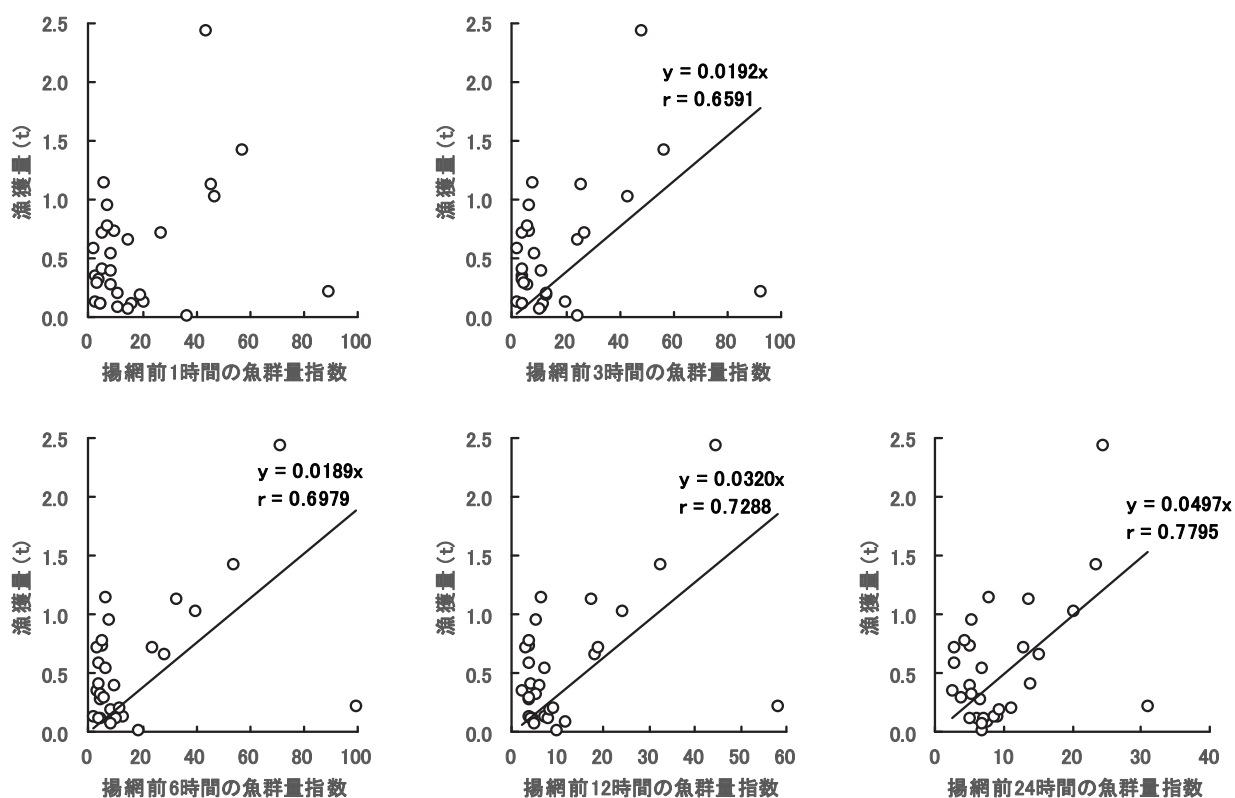 2.5
2.0
1.5
1.0
0.5
0.0
漁獲量(t)
0 20 40 60 80 100
揚網前1時間の魚群量指数
2.5
2.0
1.5
1.0
0.5
0.0
漁獲量(t)
y = 0.0192x
r = 0.6591
0 20 40 60 80 100
揚網前3時間の魚群量指数
2.5
2.0
1.5
1.0
0.5
0.0
漁獲量(t)
y = 0.0189x
r = 0.6979
0 20 40 60 80 100
揚網前6時間の魚群量指数
2.5
2.0
1.5
1.0
0.5
0.0
漁獲量(t)
y = 0.0320x
r = 0.7288
0 10 20 30 40 50 60
揚網前12時間の魚群量指数
2.5
2.0
1.5
1.0
0.5
0.0
漁獲量(t)
y = 0.0497x
r = 0.7795
0 10 20 30 40
揚網前24時間の魚群量指数